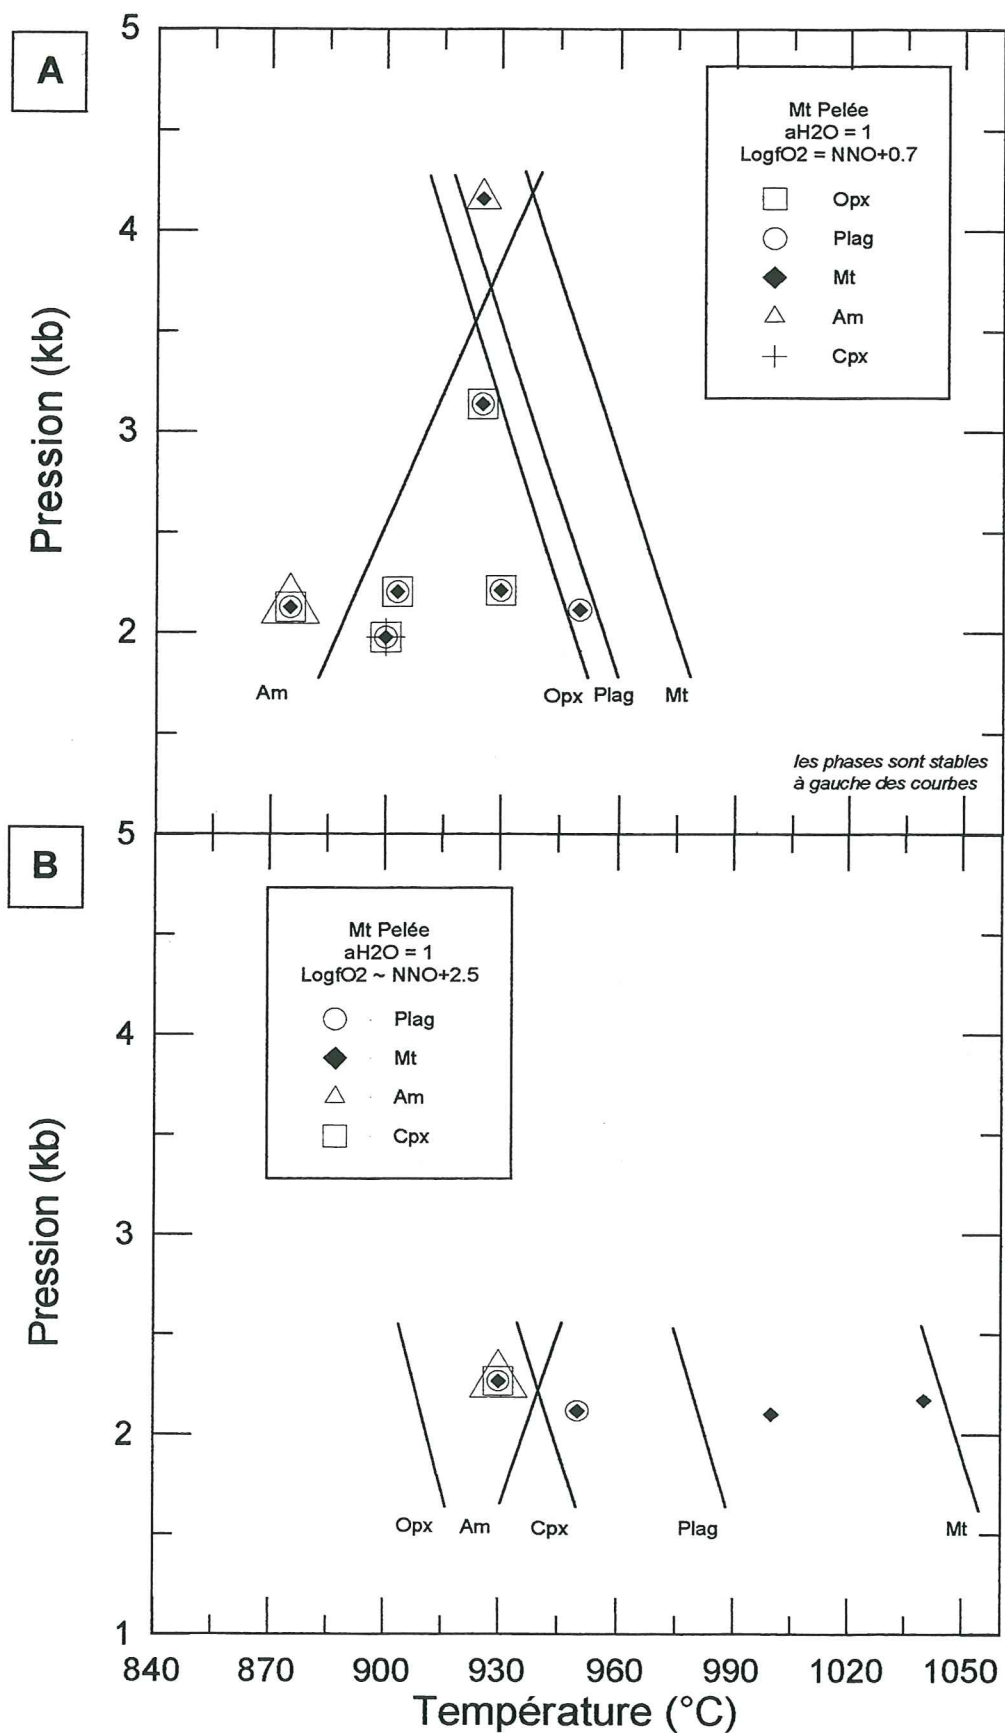 A
5
4
3
2
Pression (kb)
Mt Pelée
aH2O = 1
LogfO2 = NNO+0.7
Opx
Plag
Mt
Am
Cpx
Am
Opx
Plag
Mt
les phases sont stables
à gauche des courbes
B
5
4
3
2
1
Pression (kb)
Mt Pelée
aH2O = 1
LogfO2 ~ NNO+2.5
Plag
Mt
Am
Cpx
Opx
Am
Cpx
Plag
Mt
840 870 900 930 960 990 1020 1050
Température (°C)